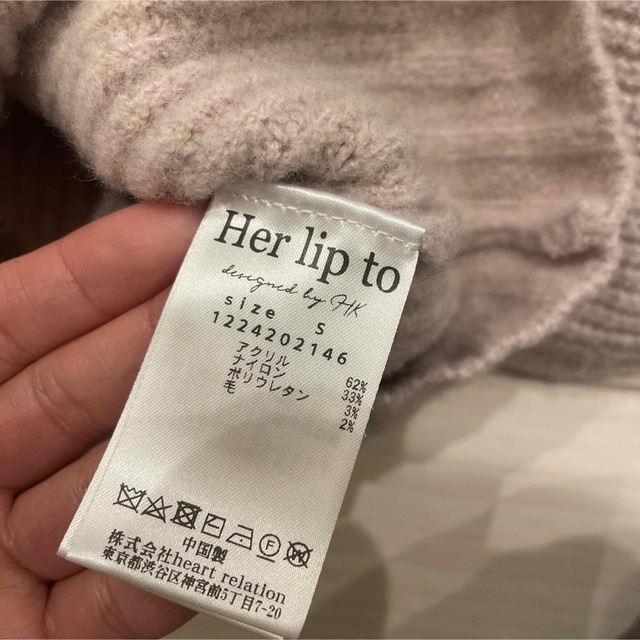 Her lip to
designed by HK
size S
1224202146
アクリル 62%
ナイロン 33%
ポリウレタン 3%
毛 2%
中国製
株式会社heart relation
東京都渋谷区神宮前5丁目7-20